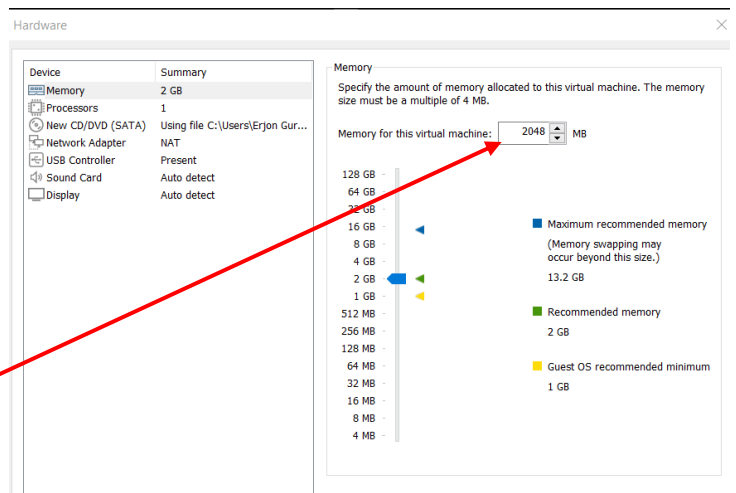 Hardware
Device Summary
Memory 2 GB
Processors 1
New CD/DVD (SATA) Using file C:\Users\Erjon Gur...
Network Adapter NAT
USB Controller Present
Sound Card Auto detect
Display Auto detect
Memory
Specify the amount of memory allocated to this virtual machine. The memory
size must be a multiple of 4 MB.
Memory for this virtual machine: 2048 MB
128 GB
64 GB
32 GB
16 GB
8 GB
4 GB
2 GB
1 GB
512 MB
256 MB
128 MB
64 MB
32 MB
16 MB
8 MB
4 MB
Maximum recommended memory
(Memory swapping may
occur beyond this size.)
13.2 GB
Recommended memory
2 GB
Guest OS recommended minimum
1 GB